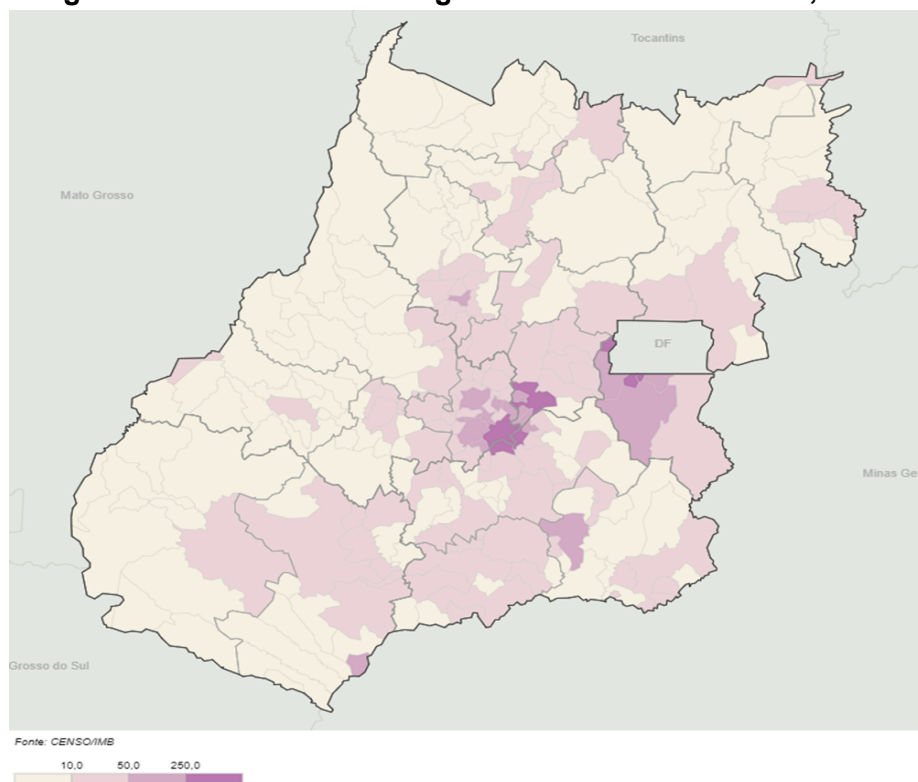 Tocantins
Mato Grosso
DF
Minas Ge
Grosso do Sul
Fonte: CENSO/IMB
10,0 50,0 250,0